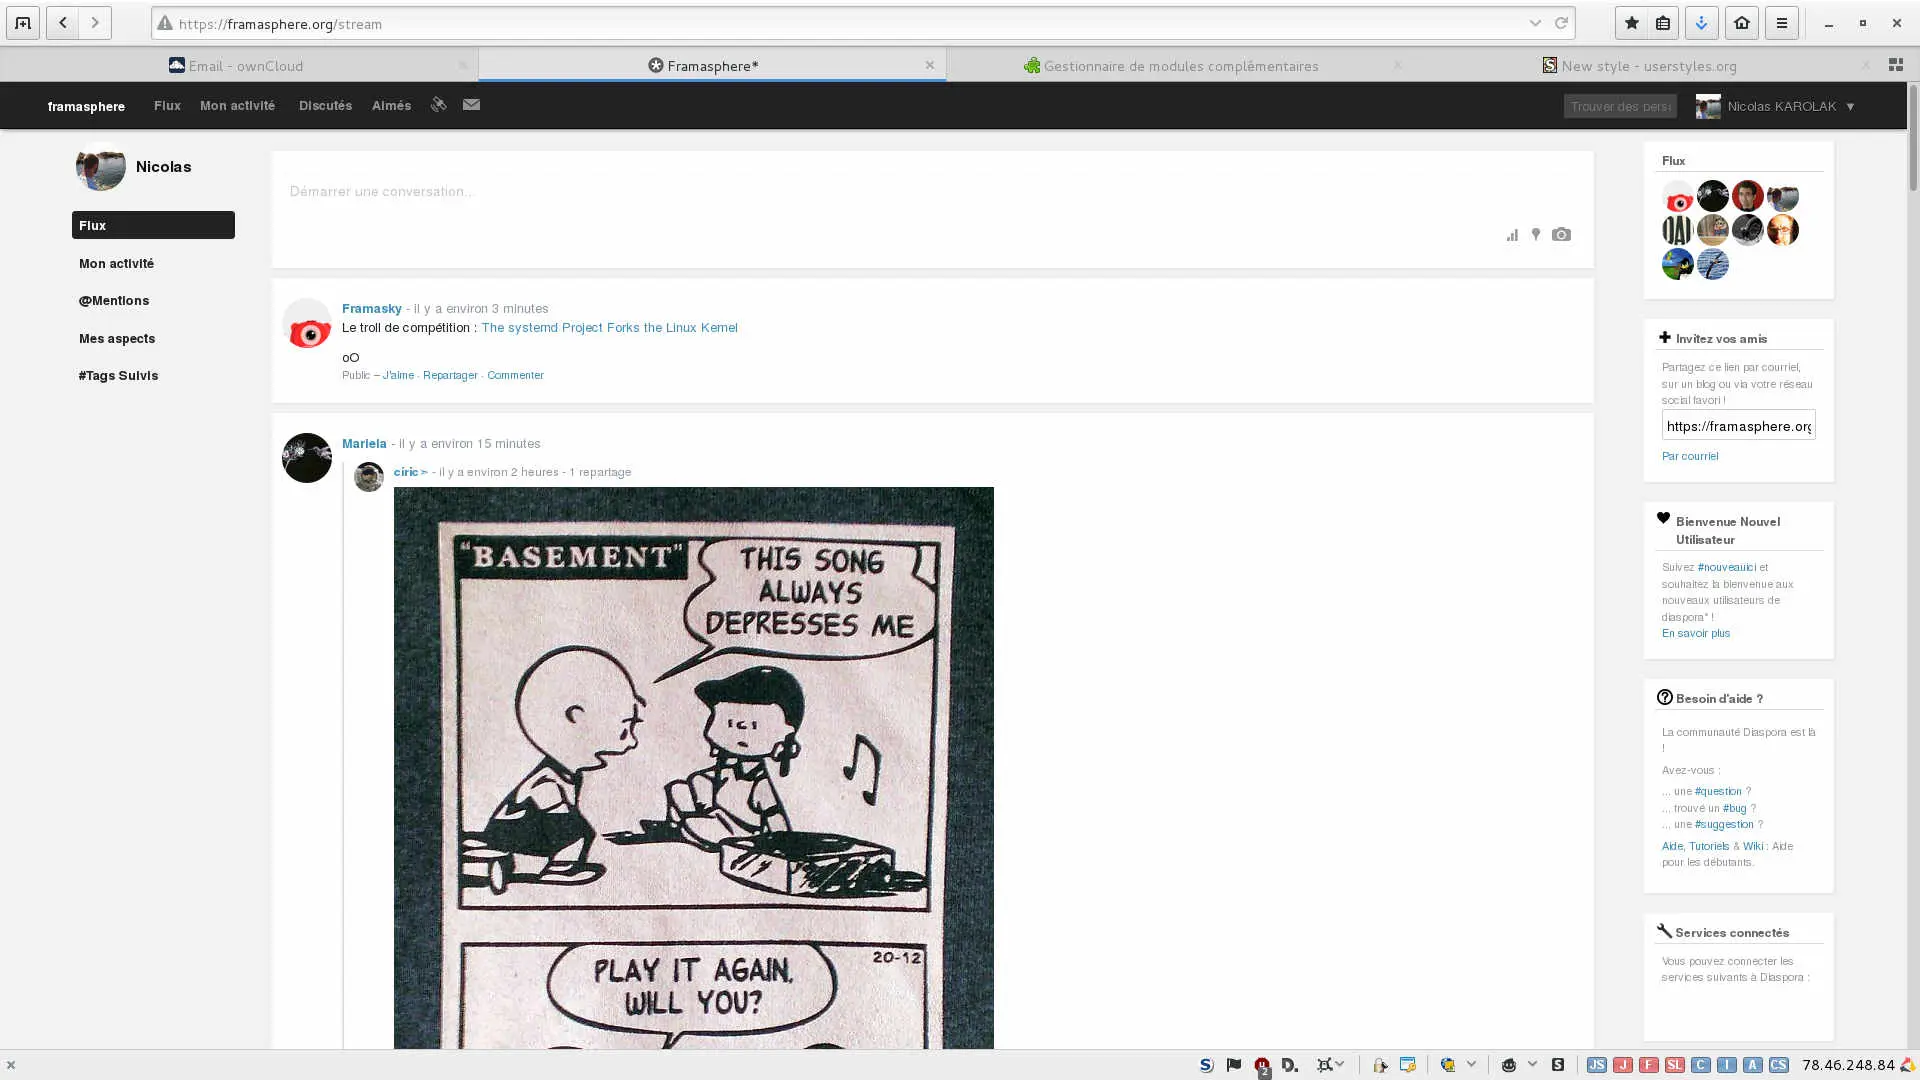 https://framasphere.org/stream
Email - ownCloud
Framasphere*
Gestionnaire de modules complémentaires
New style - userstyles.org
framasphere
Flux
Mon activité
Discutés
Aimés
Trouver des pers
Nicolas KAROLAK
Nicolas
Flux
Mon activité
@Mentions
Mes aspects
#Tags Suivis
Démarrer une conversation...
Framasky - il y a environ 3 minutes
Le troll de compétition : The systemd Project Forks the Linux Kernel
oO
Public – J'aime · Repartager · Commenter
Mariela - il y a environ 15 minutes
ciric - il y a environ 2 heures - 1 repartage
"BASEMENT"
THIS SONG
ALWAYS
DEPRESSES ME
20-12
PLAY IT AGAIN,
WILL YOU?
Flux
Invitez vos amis
Partagez ce lien par courriel,
sur un blog ou via votre réseau
social favori !
https://framasphere.org
Par courriel
Bienvenue Nouvel
Utilisateur
Suivez #nouveauici et
souhaitez la bienvenue aux
nouveaux utilisateurs de
diaspora* !
En savoir plus
Besoin d'aide ?
La communauté Diaspora est là
!
Avez-vous :
... une #question ?
... trouvé un #bug ?
... une #suggestion ?
Aide, Tutoriels & Wiki : Aide
pour les débutants.
Services connectés
Vous pouvez connecter les
services suivants à Diaspora :
2
D.
JS
J
F
SL
C
I
A
CS
78.46.248.84